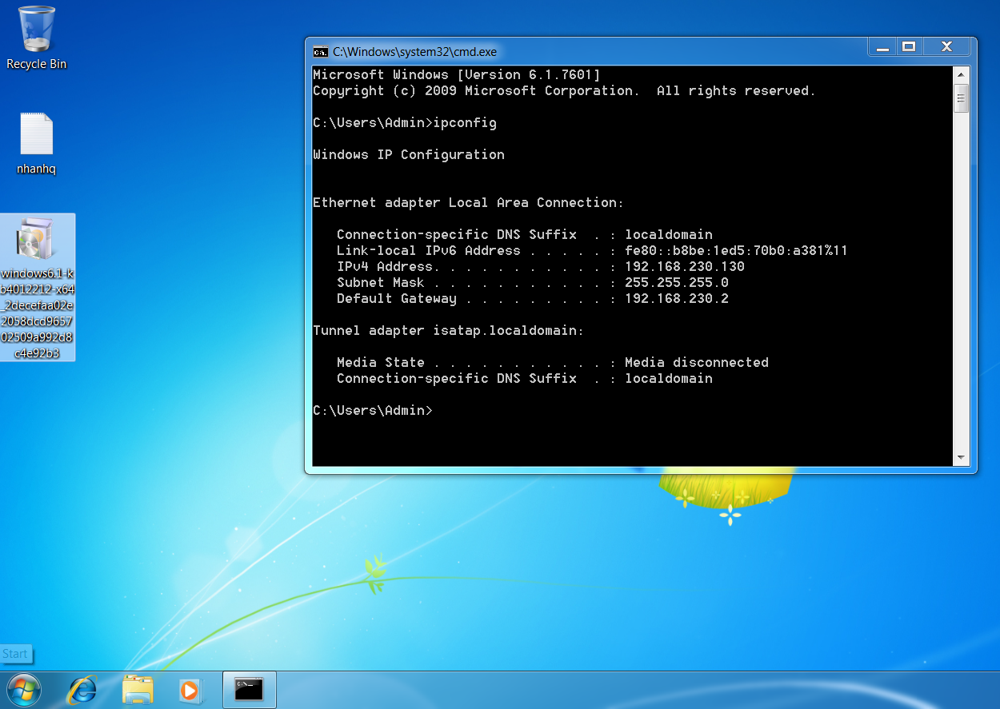 Recycle Bin
nhanhq
windows6.1-k
b4012212-x64
_2decefaa02e
2058dcd9657
02509a992d8
c4e92b3
C:\Windows\system32\cmd.exe
Microsoft Windows [Version 6.1.7601]
Copyright (c) 2009 Microsoft Corporation.  All rights reserved.
C:\Users\Admin>ipconfig
Windows IP Configuration
Ethernet adapter Local Area Connection:
   Connection-specific DNS Suffix  . : localdomain
   Link-local IPv6 Address . . . . . : fe80::b8be:1ed5:70b0:a381%11
   IPv4 Address. . . . . . . . . . . : 192.168.230.130
   Subnet Mask . . . . . . . . . . . : 255.255.255.0
   Default Gateway . . . . . . . . . : 192.168.230.2
Tunnel adapter isatap.localdomain:
   Media State . . . . . . . . . . . : Media disconnected
   Connection-specific DNS Suffix  . : localdomain
C:\Users\Admin>
Start